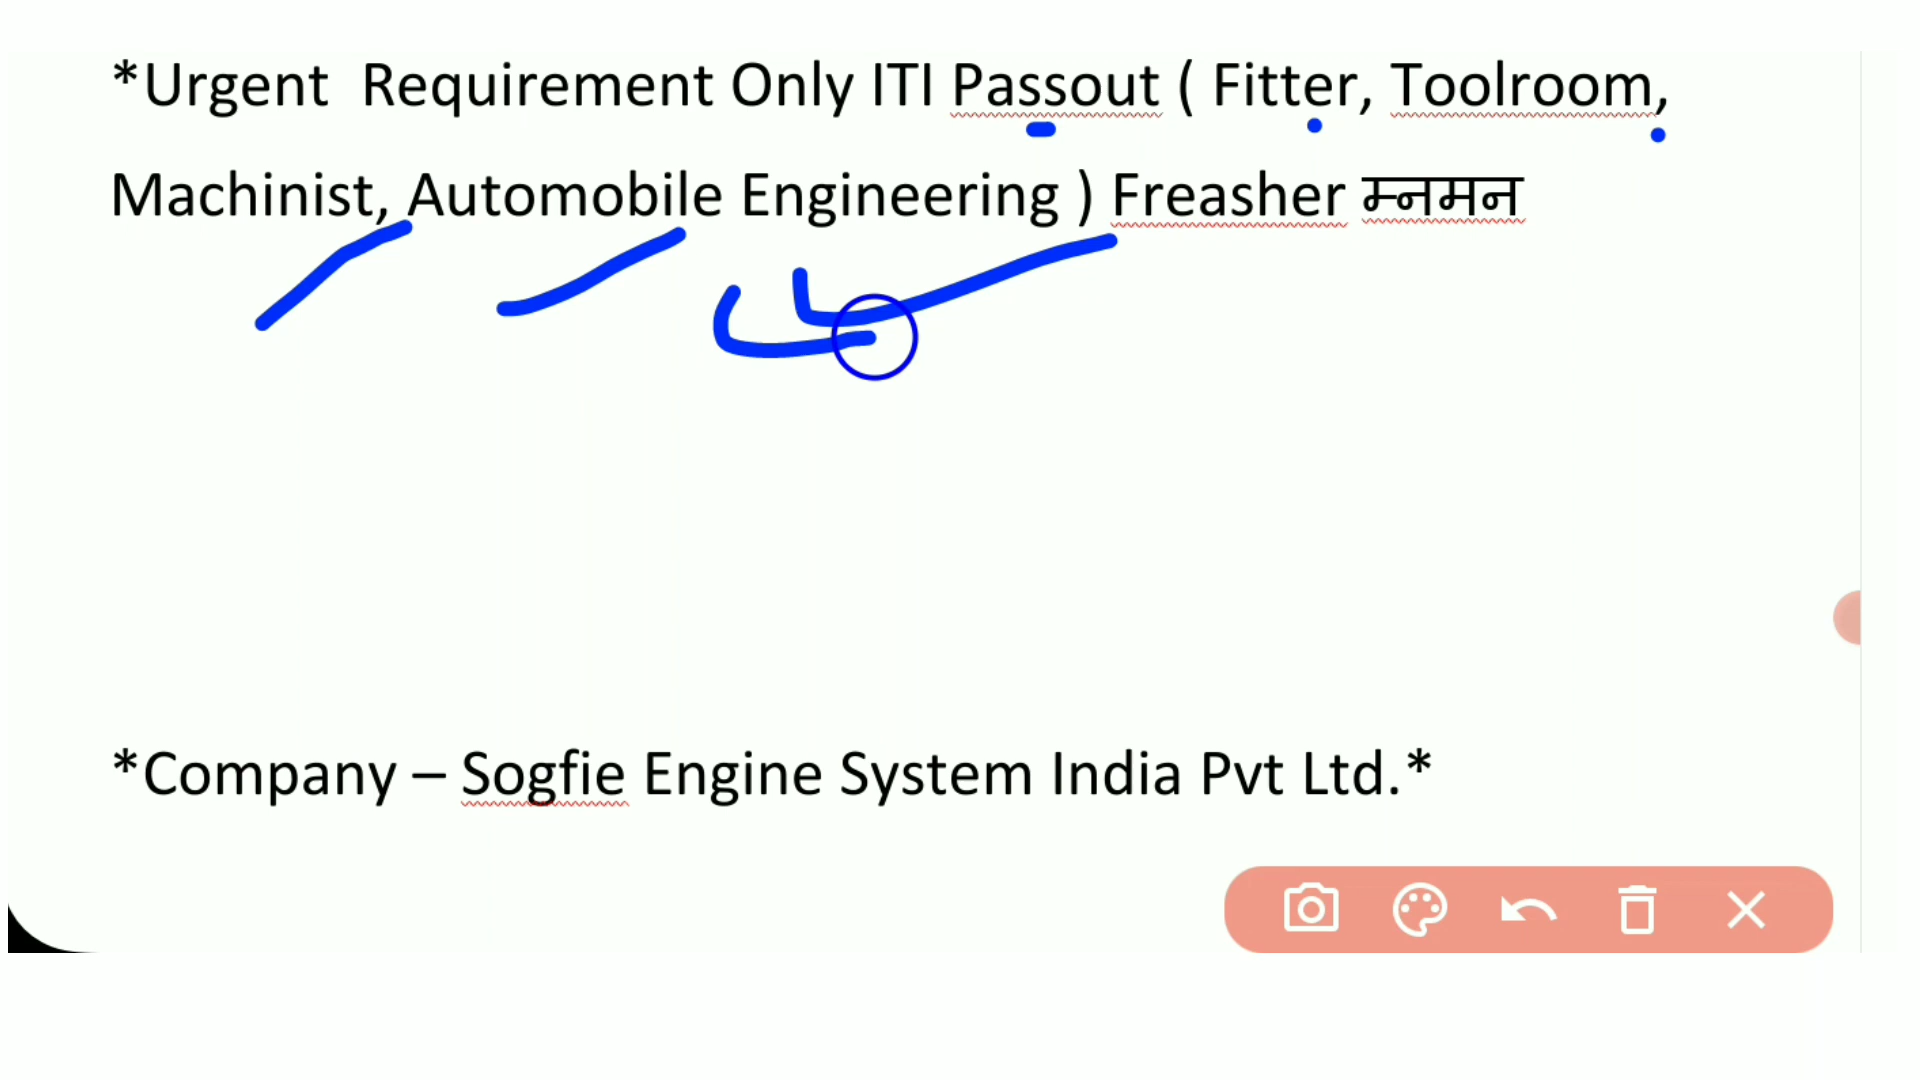 *Urgent Requirement Only ITI Passout ( Fitter, Toolroom,
Machinist, Automobile Engineering ) Freasher म्नमन
*Company – Sogfie Engine System India Pvt Ltd.*